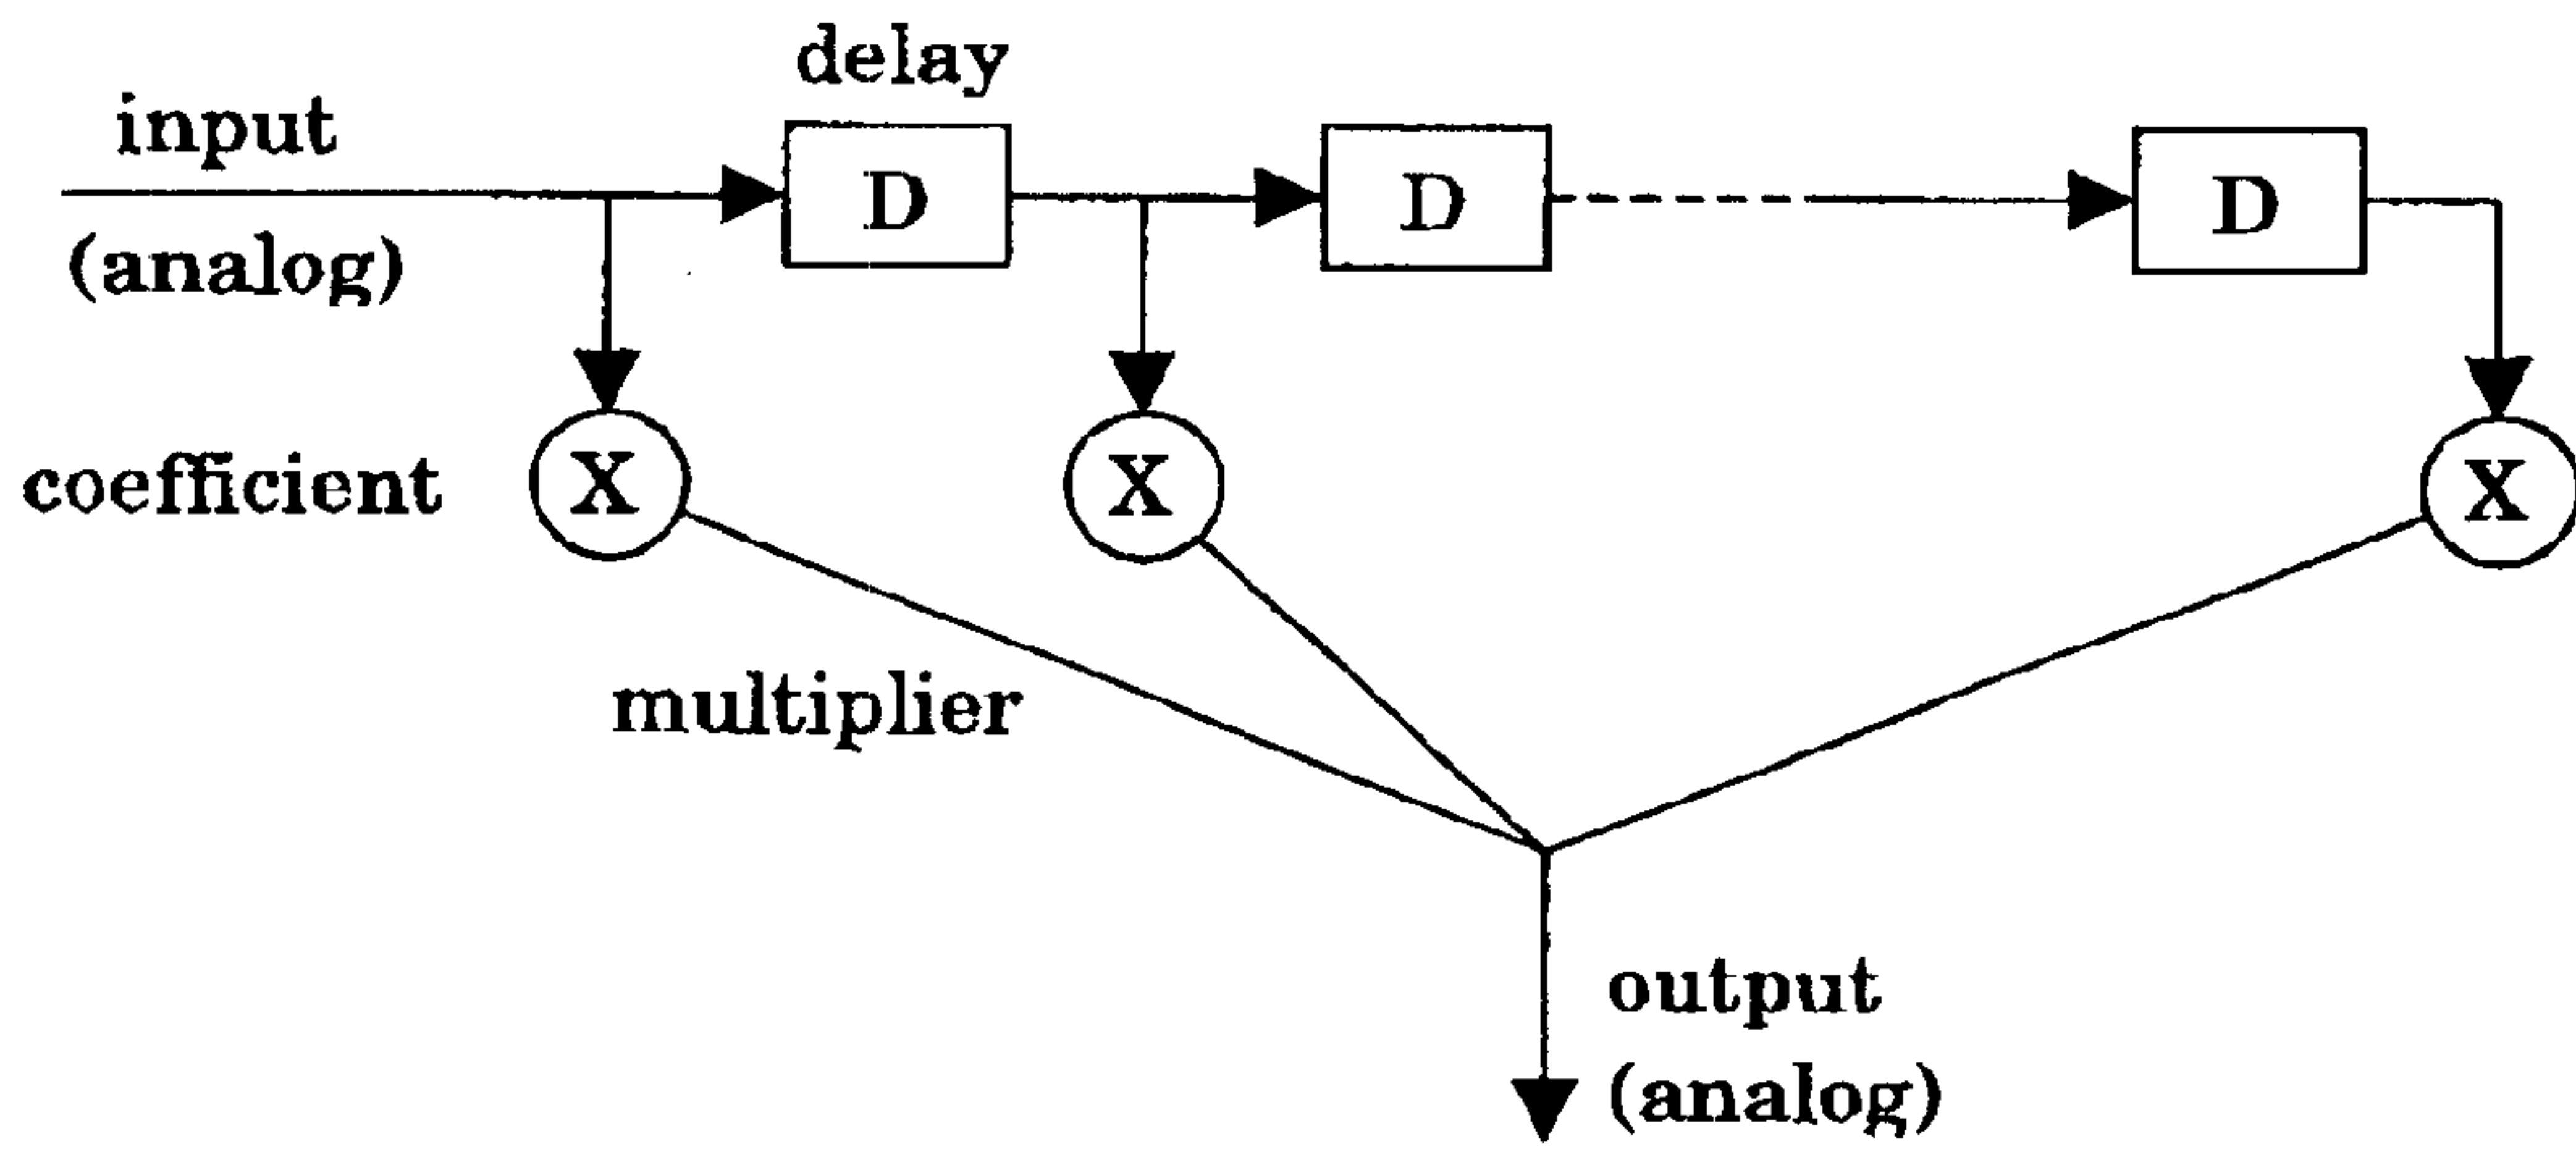 delay
input
(analog)
D
D
D
coefficient
X
X
X
multiplier
output
(analog)